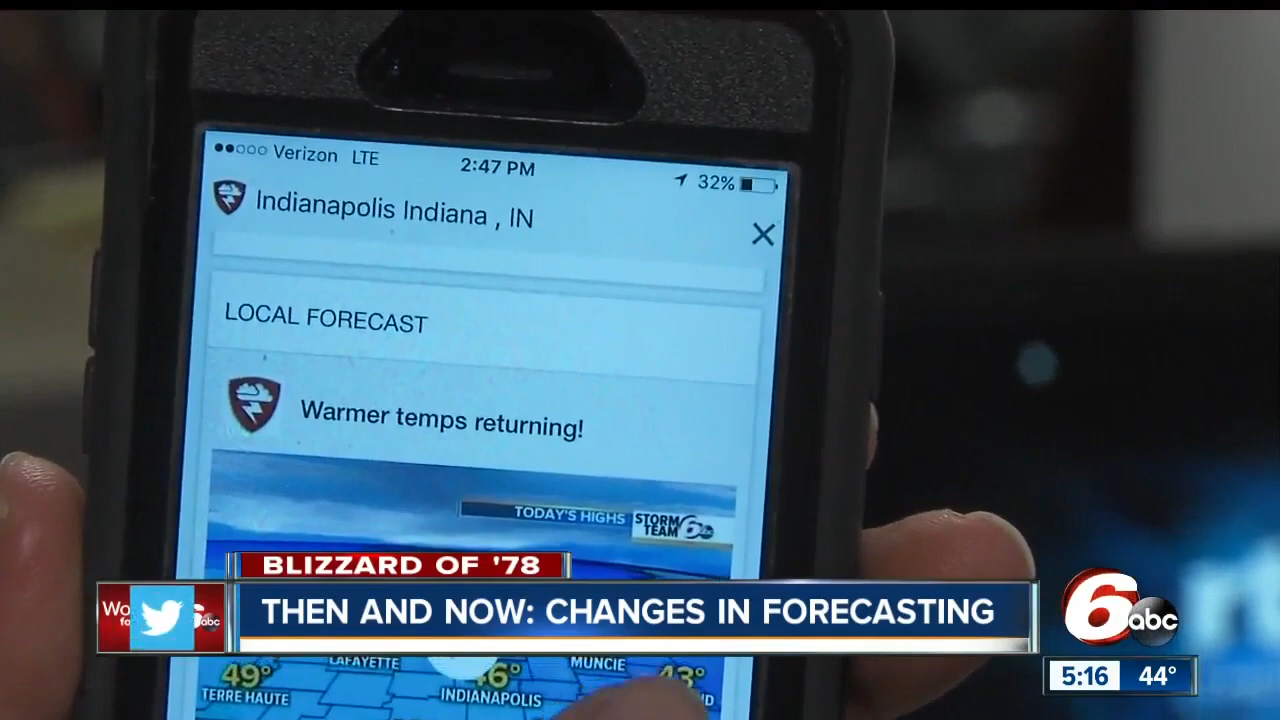 ●●○○○ Verizon LTE 2:47 PM 32%
Indianapolis Indiana , IN
LOCAL FORECAST
Warmer temps returning!
TODAY'S HIGHS STORM TEAM 6 abc
BLIZZARD OF '78
THEN AND NOW: CHANGES IN FORECASTING
6 abc
5:16 44°
LAFAYETTE MUNCIE
49° 43°
TERRE HAUTE INDIANAPOLIS